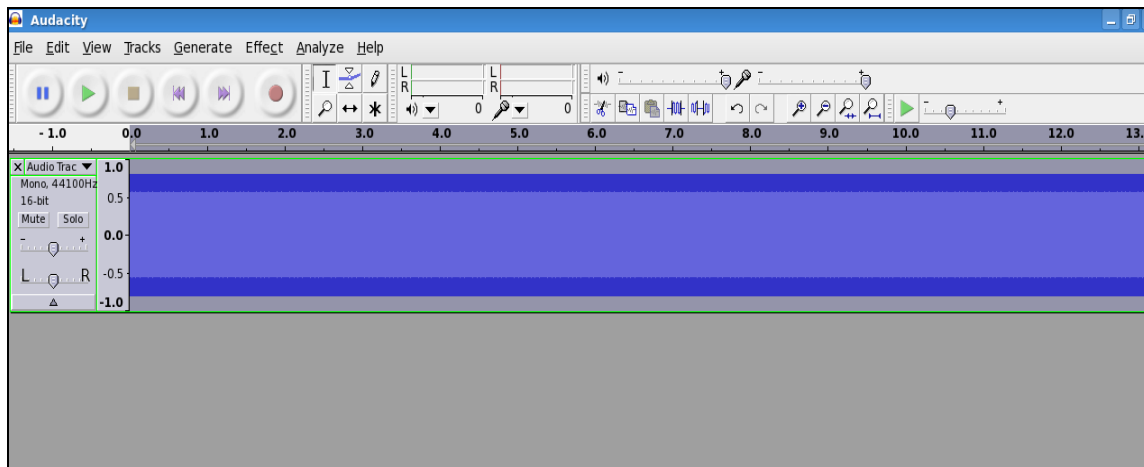 Audacity
File Edit View Tracks Generate Effect Analyze Help
L
R
L
R
0
0
- +
- +
- +
- 1.0 0.0 1.0 2.0 3.0 4.0 5.0 6.0 7.0 8.0 9.0 10.0 11.0 12.0 13.
X Audio Trac 1.0
Mono, 44100Hz
16-bit 0.5
Mute Solo
- + 0.0
L R -0.5
-1.0